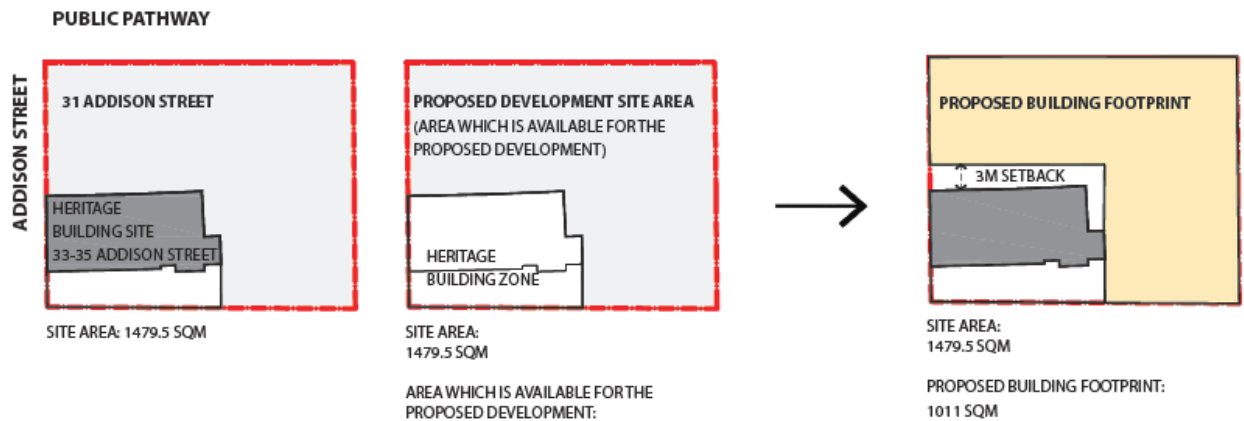 PUBLIC PATHWAY
ADDISON STREET
31 ADDISON STREET
HERITAGE
BUILDING SITE
33-35 ADDISON STREET
SITE AREA: 1479.5 SQM
PROPOSED DEVELOPMENT SITE AREA
(AREA WHICH IS AVAILABLE FOR THE
PROPOSED DEVELOPMENT)
HERITAGE
BUILDING ZONE
SITE AREA:
1479.5 SQM
AREA WHICH IS AVAILABLE FOR THE
PROPOSED DEVELOPMENT:
PROPOSED BUILDING FOOTPRINT
3M SETBACK
SITE AREA:
1479.5 SQM
PROPOSED BUILDING FOOTPRINT:
1011 SQM